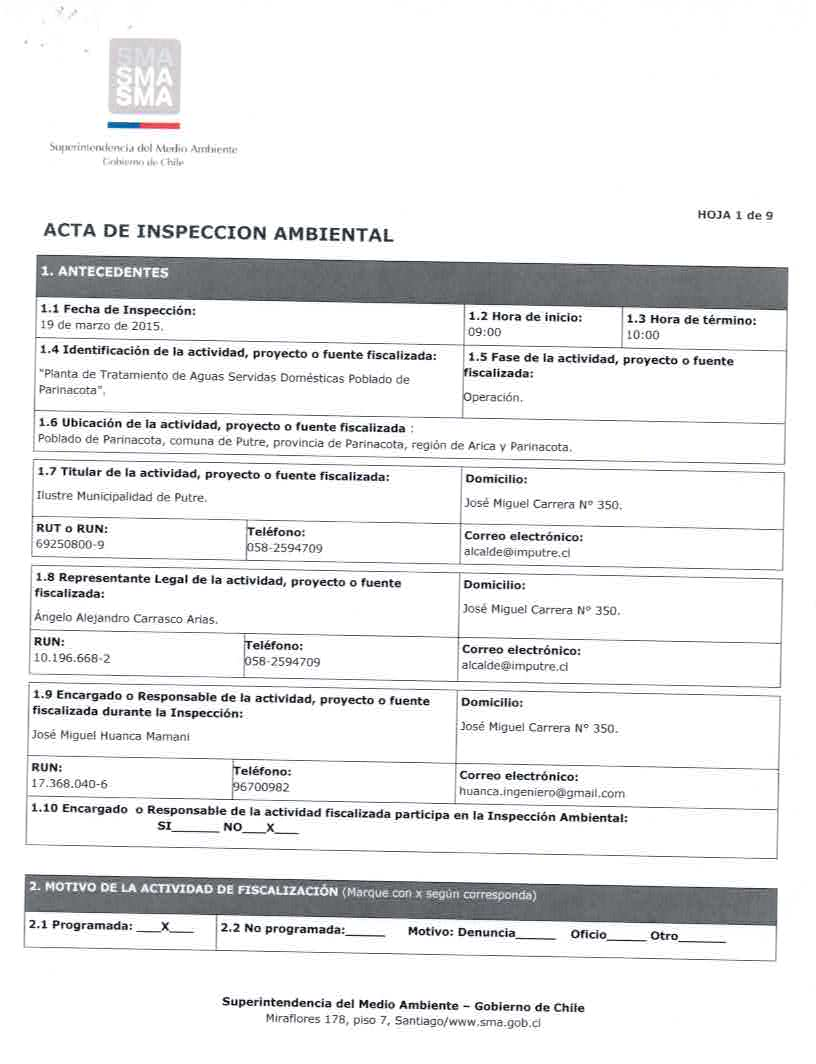 SMA
SMA
SMA
Superintendencia del Medio Ambiente
Gobierno de Chile
HOJA 1 de 9
ACTA DE INSPECCION AMBIENTAL
1. ANTECEDENTES
1.1 Fecha de Inspección:
19 de marzo de 2015.
1.2 Hora de inicio:
09:00
1.3 Hora de término:
10:00
1.4 Identificación de la actividad, proyecto o fuente fiscalizada:
"Planta de Tratamiento de Aguas Servidas Domésticas Poblado de
Parinacota".
1.5 Fase de la actividad, proyecto o fuente
fiscalizada:
Operación.
1.6 Ubicación de la actividad, proyecto o fuente fiscalizada :
Poblado de Parinacota, comuna de Putre, provincia de Parinacota, región de Arica y Parinacota.
1.7 Titular de la actividad, proyecto o fuente fiscalizada:
Ilustre Municipalidad de Putre.
Domicilio:
José Miguel Carrera Nº 350.
RUT o RUN:
69250800-9
Teléfono:
058-2594709
Correo electrónico:
alcalde@imputre.cl
1.8 Representante Legal de la actividad, proyecto o fuente
fiscalizada:
Ángelo Alejandro Carrasco Arias.
Domicilio:
José Miguel Carrera Nº 350.
RUN:
10.196.668-2
Teléfono:
058-2594709
Correo electrónico:
alcalde@imputre.cl
1.9 Encargado o Responsable de la actividad, proyecto o fuente
fiscalizada durante la Inspección:
José Miguel Huanca Mamani
Domicilio:
José Miguel Carrera Nº 350.
RUN:
17.368.040-6
Teléfono:
96700982
Correo electrónico:
huanca.ingeniero@gmail.com
1.10 Encargado o Responsable de la actividad fiscalizada participa en la Inspección Ambiental:
SI______ NO___X___
2. MOTIVO DE LA ACTIVIDAD DE FISCALIZACIÓN (Marque con x según corresponda)
2.1 Programada: ___X___
2.2 No programada:_____ Motivo: Denuncia_____ Oficio_____ Otro______
Superintendencia del Medio Ambiente – Gobierno de Chile
Miraflores 178, piso 7, Santiago/www.sma.gob.cl